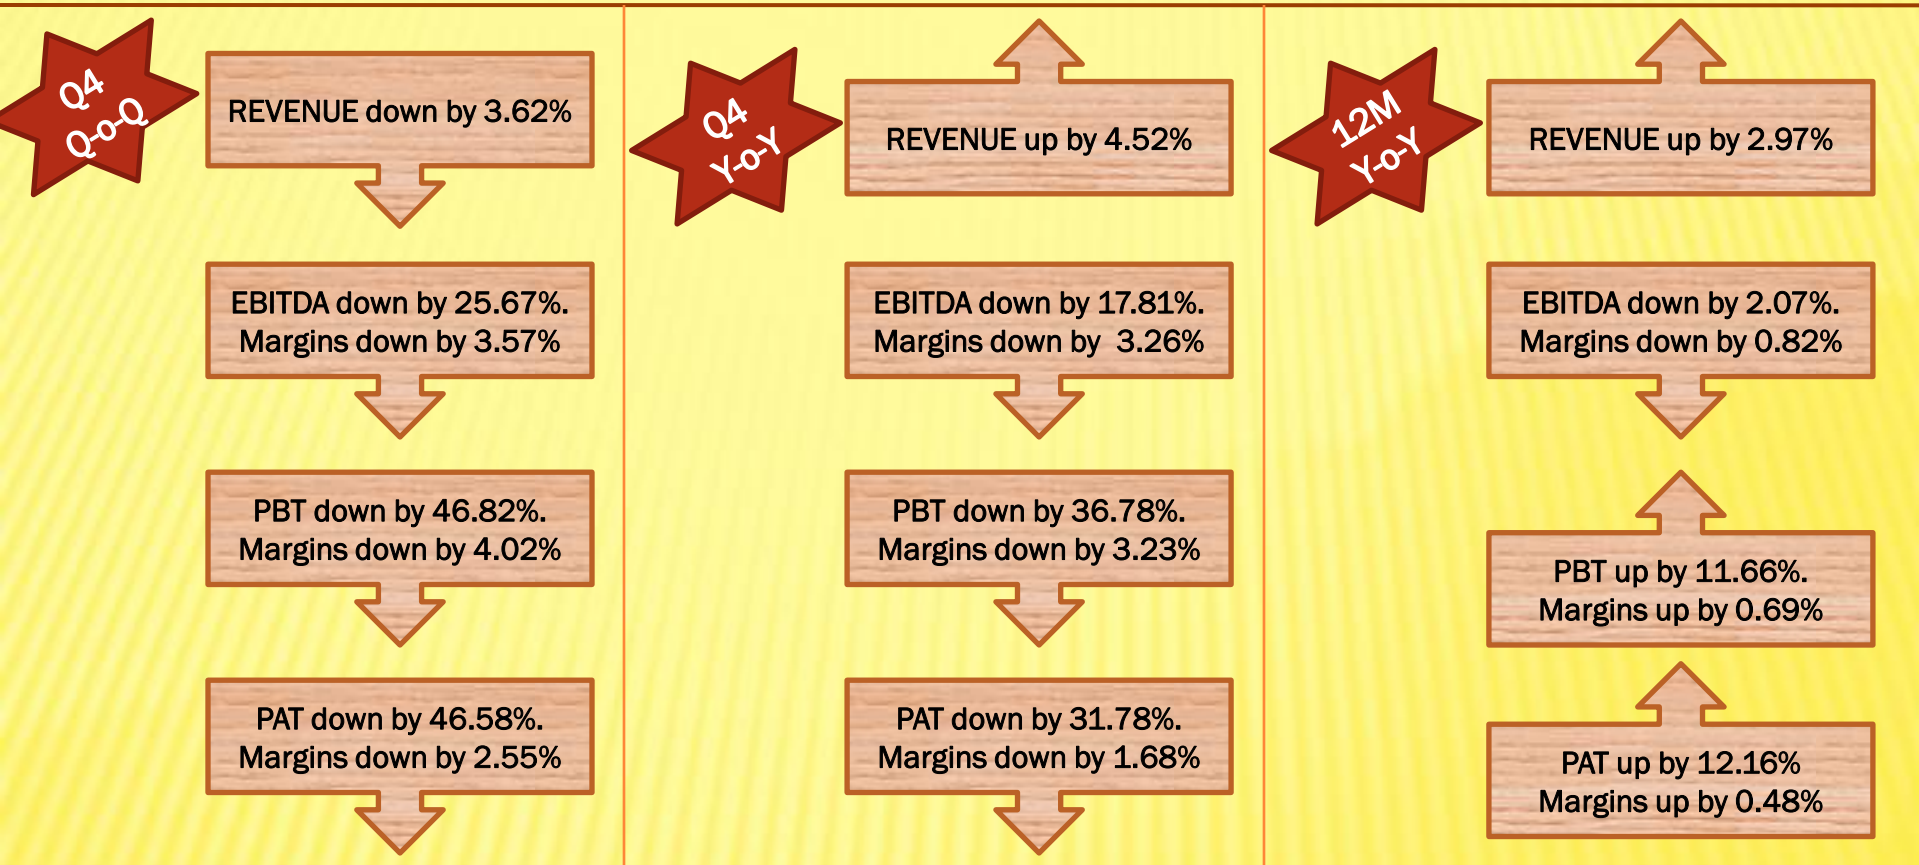 Q4
Q-o-Q
REVENUE down by 3.62%
EBITDA down by 25.67%.
Margins down by 3.57%
PBT down by 46.82%.
Margins down by 4.02%
PAT down by 46.58%.
Margins down by 2.55%
Q4
Y-o-Y
REVENUE up by 4.52%
EBITDA down by 17.81%.
Margins down by  3.26%
PBT down by 36.78%.
Margins down by 3.23%
PAT down by 31.78%.
Margins down by 1.68%
12M
Y-o-Y
REVENUE up by 2.97%
EBITDA down by 2.07%.
Margins down by 0.82%
PBT up by 11.66%.
Margins up by 0.69%
PAT up by 12.16%
Margins up by 0.48%